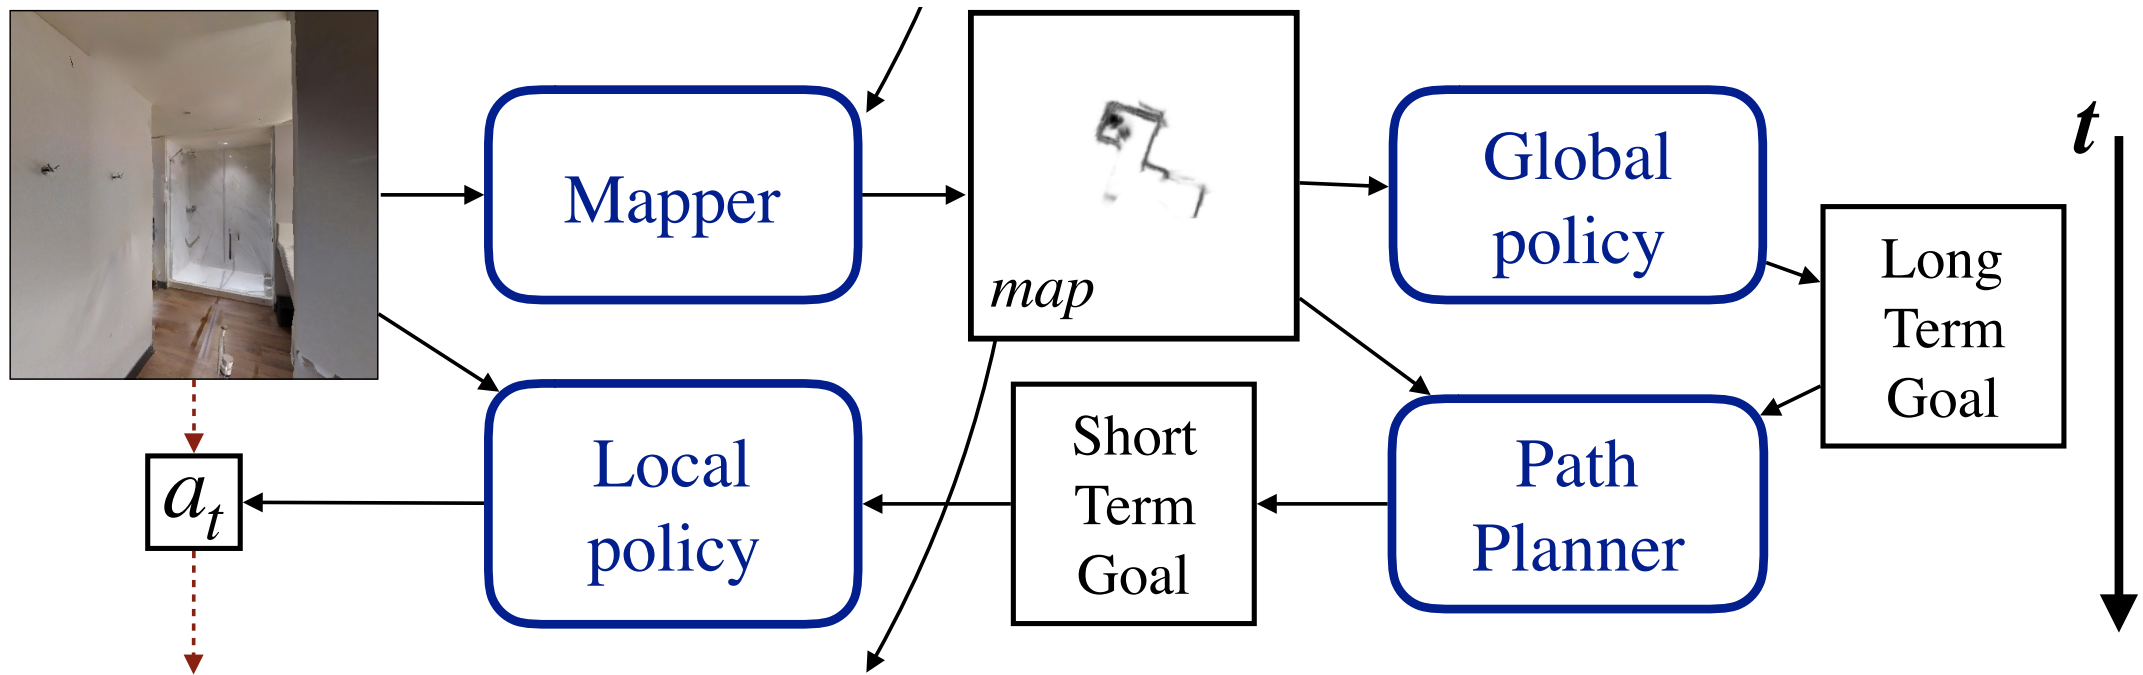 Mapper
map
Global
policy
t
Long
Term
Goal
Local
policy
Short
Term
Goal
Path
Planner
a_t